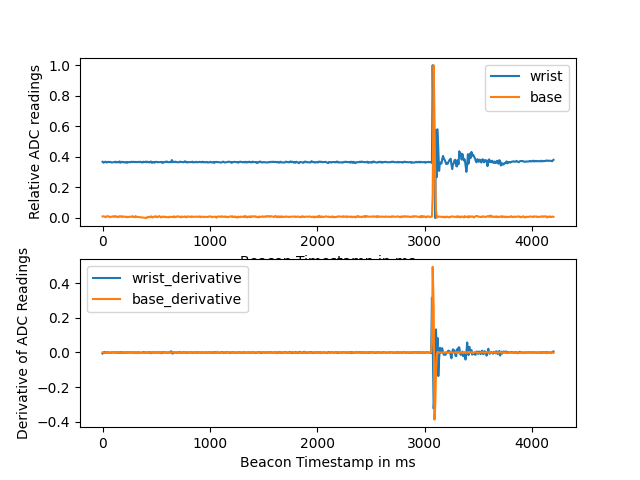 Relative ADC readings
1.0
0.8
0.6
0.4
0.2
0.0
wrist
base
0 1000 2000 3000 4000
Beacon Timestamp in ms
Derivative of ADC Readings
0.4
0.2
0.0
−0.2
−0.4
wrist_derivative
base_derivative
0 1000 2000 3000 4000
Beacon Timestamp in ms